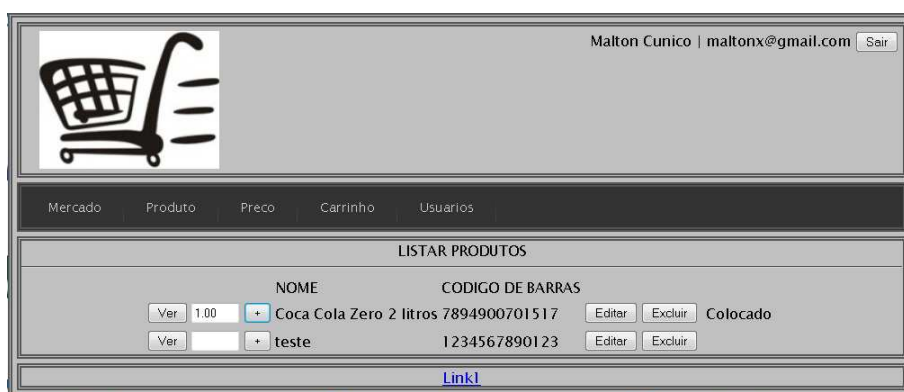 Malton Cunico | maltonx@gmail.com Sair
Mercado Produto Preco Carrinho Usuarios
LISTAR PRODUTOS
NOME CODIGO DE BARRAS
Ver 1.00 + Coca Cola Zero 2 litros 7894900701517 Editar Excluir Colocado
Ver + teste 1234567890123 Editar Excluir
Link1